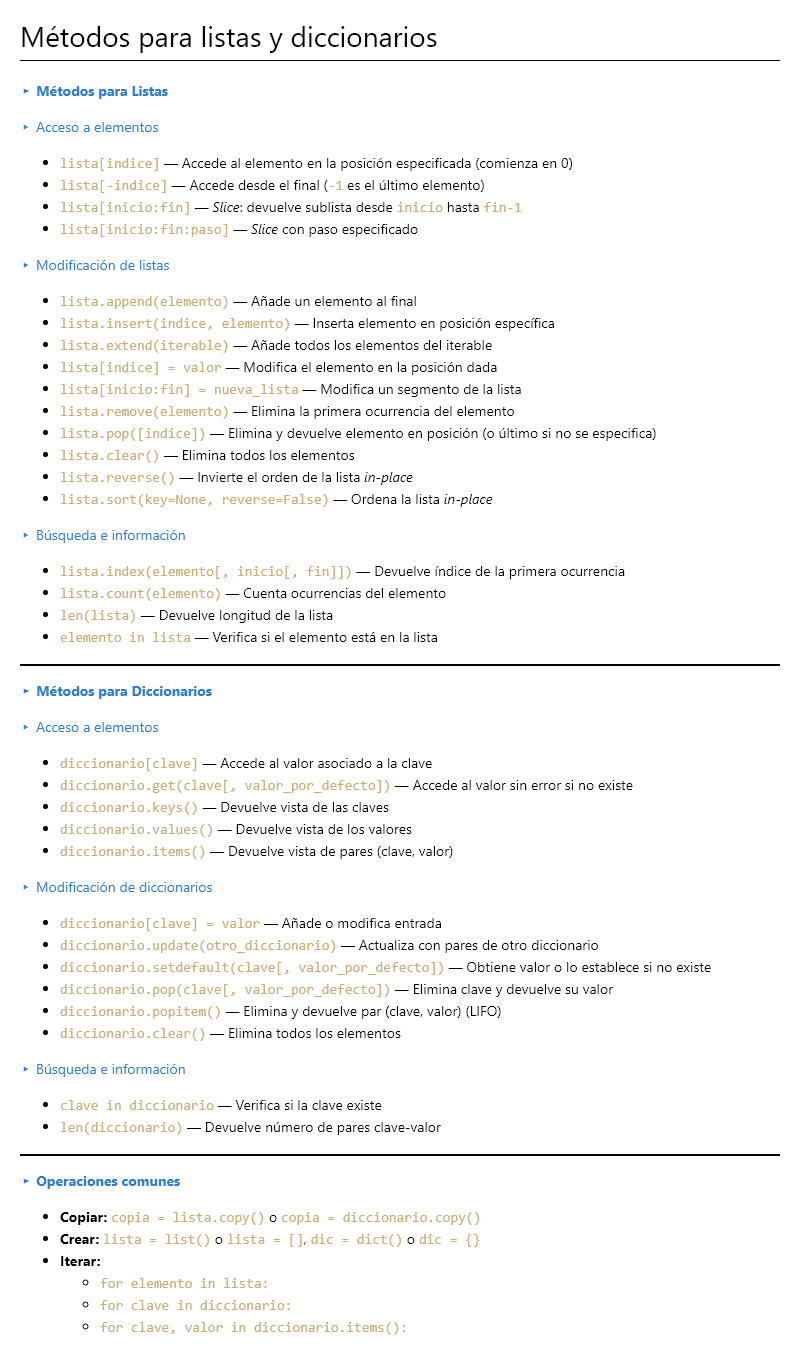 Métodos para listas y diccionarios
‣ Métodos para Listas
‣ Acceso a elementos
• lista[indice] — Accede al elemento en la posición especificada (comienza en 0)
• lista[-indice] — Accede desde el final (-1 es el último elemento)
• lista[inicio:fin] — Slice: devuelve sublista desde inicio hasta fin-1
• lista[inicio:fin:paso] — Slice con paso especificado
‣ Modificación de listas
• lista.append(elemento) — Añade un elemento al final
• lista.insert(indice, elemento) — Inserta elemento en posición específica
• lista.extend(iterable) — Añade todos los elementos del iterable
• lista[indice] = valor — Modifica el elemento en la posición dada
• lista[inicio:fin] = nueva_lista — Modifica un segmento de la lista
• lista.remove(elemento) — Elimina la primera ocurrencia del elemento
• lista.pop([indice]) — Elimina y devuelve elemento en posición (o último si no se especifica)
• lista.clear() — Elimina todos los elementos
• lista.reverse() — Invierte el orden de la lista in-place
• lista.sort(key=None, reverse=False) — Ordena la lista in-place
‣ Búsqueda e información
• lista.index(elemento[, inicio[, fin]]) — Devuelve índice de la primera ocurrencia
• lista.count(elemento) — Cuenta ocurrencias del elemento
• len(lista) — Devuelve longitud de la lista
• elemento in lista — Verifica si el elemento está en la lista
‣ Métodos para Diccionarios
‣ Acceso a elementos
• diccionario[clave] — Accede al valor asociado a la clave
• diccionario.get(clave[, valor_por_defecto]) — Accede al valor sin error si no existe
• diccionario.keys() — Devuelve vista de las claves
• diccionario.values() — Devuelve vista de los valores
• diccionario.items() — Devuelve vista de pares (clave, valor)
‣ Modificación de diccionarios
• diccionario[clave] = valor — Añade o modifica entrada
• diccionario.update(otro_diccionario) — Actualiza con pares de otro diccionario
• diccionario.setdefault(clave[, valor_por_defecto]) — Obtiene valor o lo establece si no existe
• diccionario.pop(clave[, valor_por_defecto]) — Elimina clave y devuelve su valor
• diccionario.popitem() — Elimina y devuelve par (clave, valor) (LIFO)
• diccionario.clear() — Elimina todos los elementos
‣ Búsqueda e información
• clave in diccionario — Verifica si la clave existe
• len(diccionario) — Devuelve número de pares clave-valor
‣ Operaciones comunes
• Copiar: copia = lista.copy() o copia = diccionario.copy()
• Crear: lista = list() o lista = [], dic = dict() o dic = {}
• Iterar:
◦ for elemento in lista:
◦ for clave in diccionario:
◦ for clave, valor in diccionario.items():